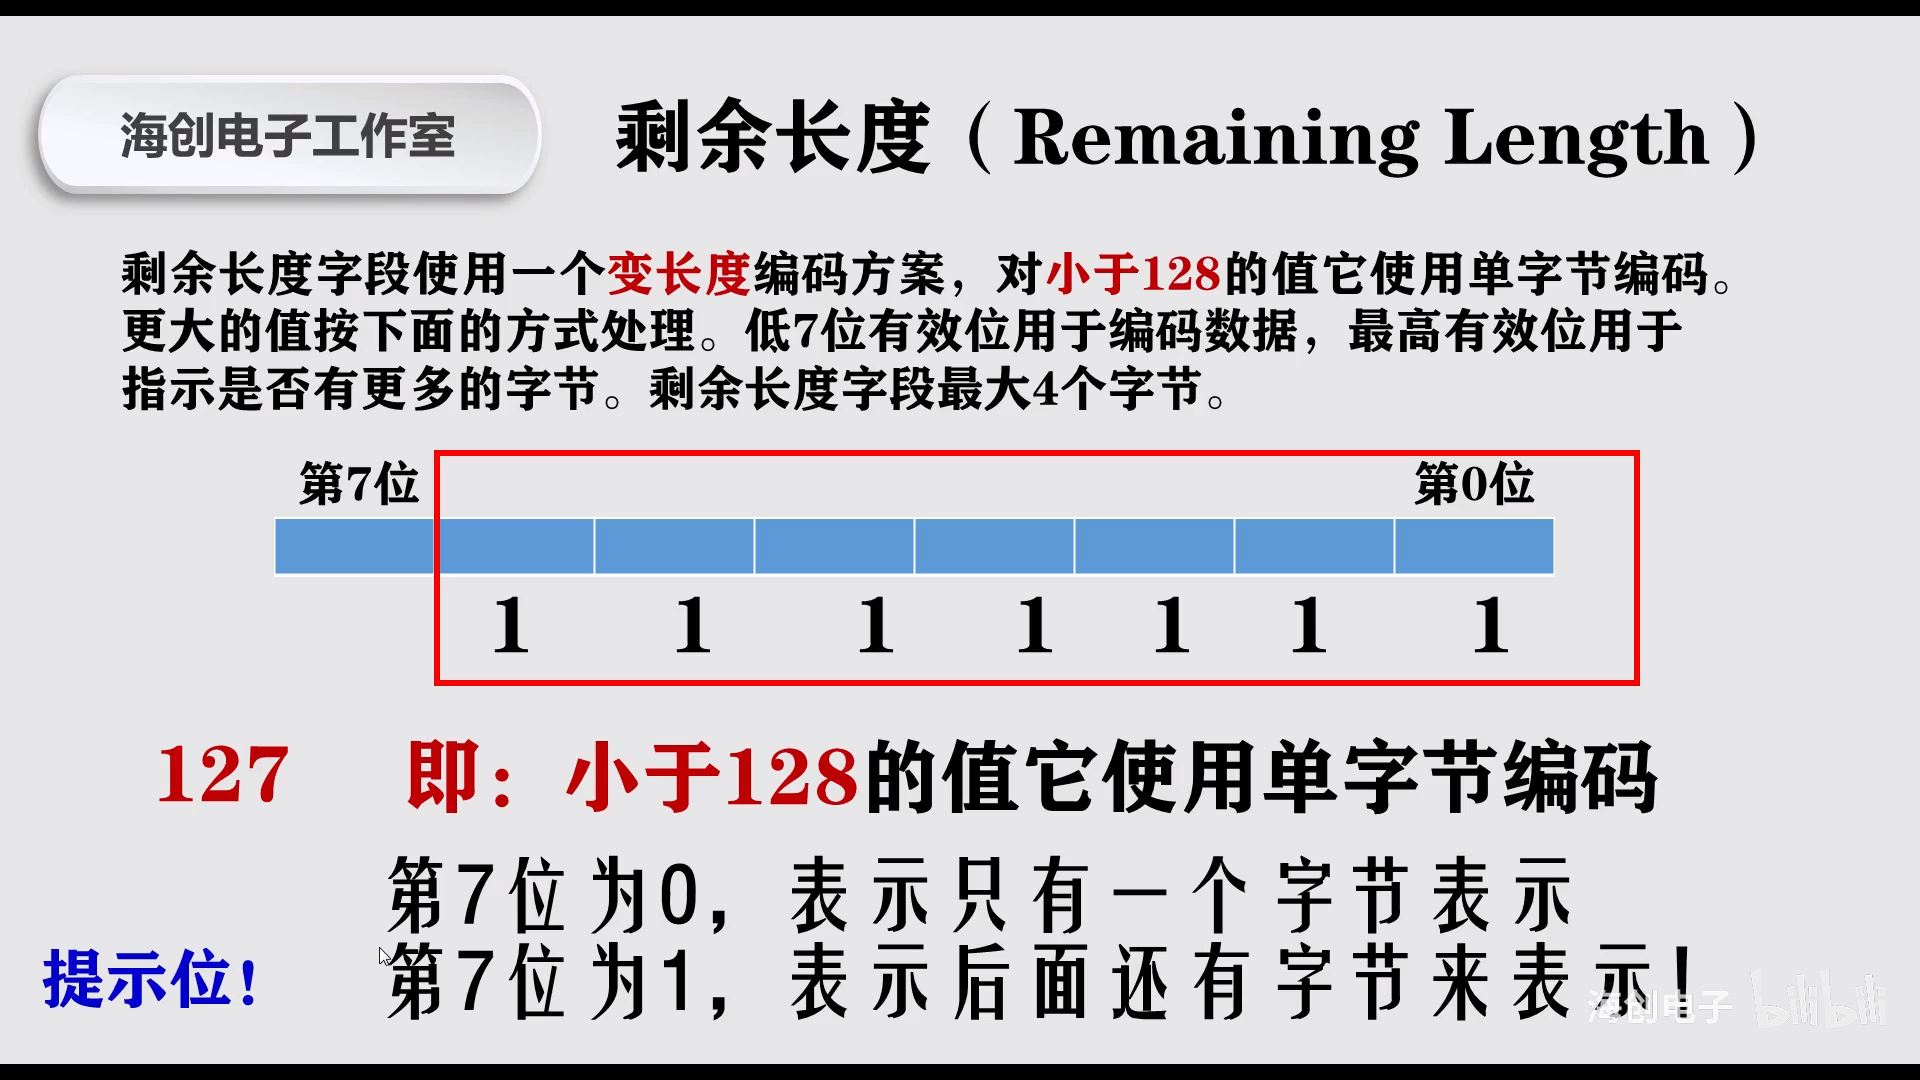 海创电子工作室
剩余长度（Remaining Length）
剩余长度字段使用一个变长度编码方案，对小于128的值它使用单字节编码。
更大的值按下面的方式处理。低7位有效位用于编码数据，最高有效位用于
指示是否有更多的字节。剩余长度字段最大4个字节。
第7位 第0位
1 1 1 1 1 1 1
127 即：小于128的值它使用单字节编码
第7位为0，表示只有一个字节表示
提示位! 第7位为1，表示后面还有字节来表示!
海创电子 bilibili